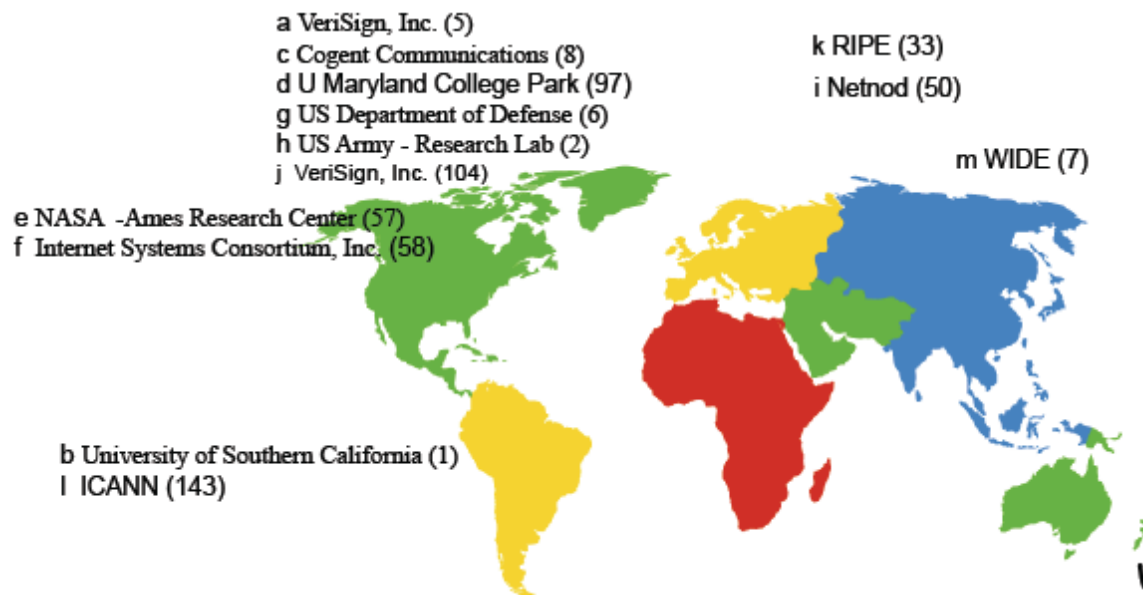 a VeriSign, Inc. (5)
c Cogent Communications (8)
d U Maryland College Park (97)
g US Department of Defense (6)
h US Army - Research Lab (2)
j VeriSign, Inc. (104)
k RIPE (33)
i Netnod (50)
m WIDE (7)
e NASA -Ames Research Center (57)
f Internet Systems Consortium, Inc. (58)
b University of Southern California (1)
l ICANN (143)